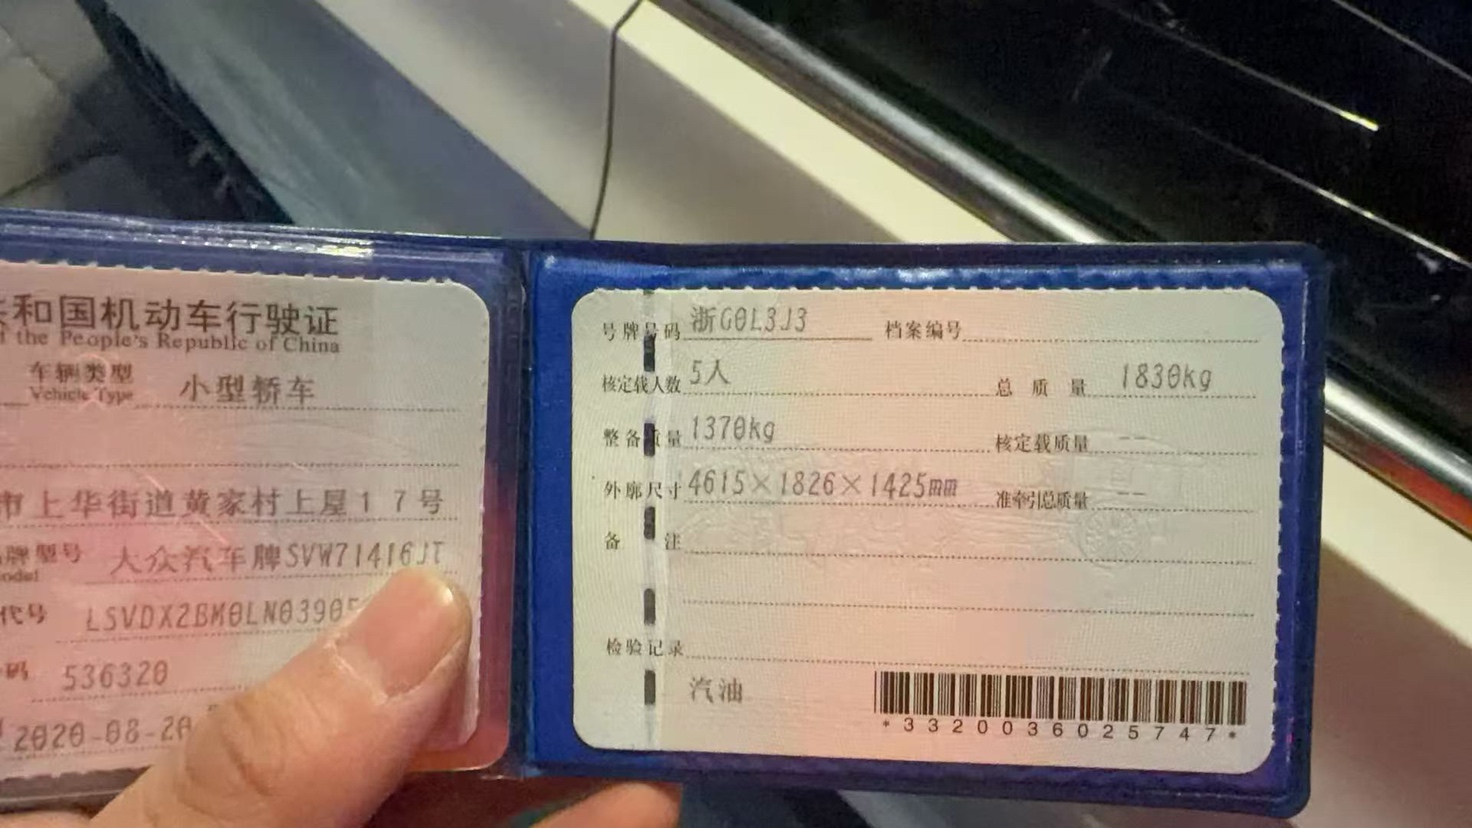 和国机动车行驶证
the People's Republic of China
车辆类型 小型轿车
Vehicle Type
市上华街道黄家村上屋17号
牌型号 大众汽车牌SVW71416JT
代号 LSVDX2BM0LN0390
码 536320
2020-08-20
号牌号码 浙G0L3J3 档案编号
核定载人数 5人 总质量 1830kg
整备质量 1370kg 核定载质量 --
外廓尺寸 4615×1826×1425mm 准牵引总质量 --
备注
检验记录
汽油
*3320036025747*